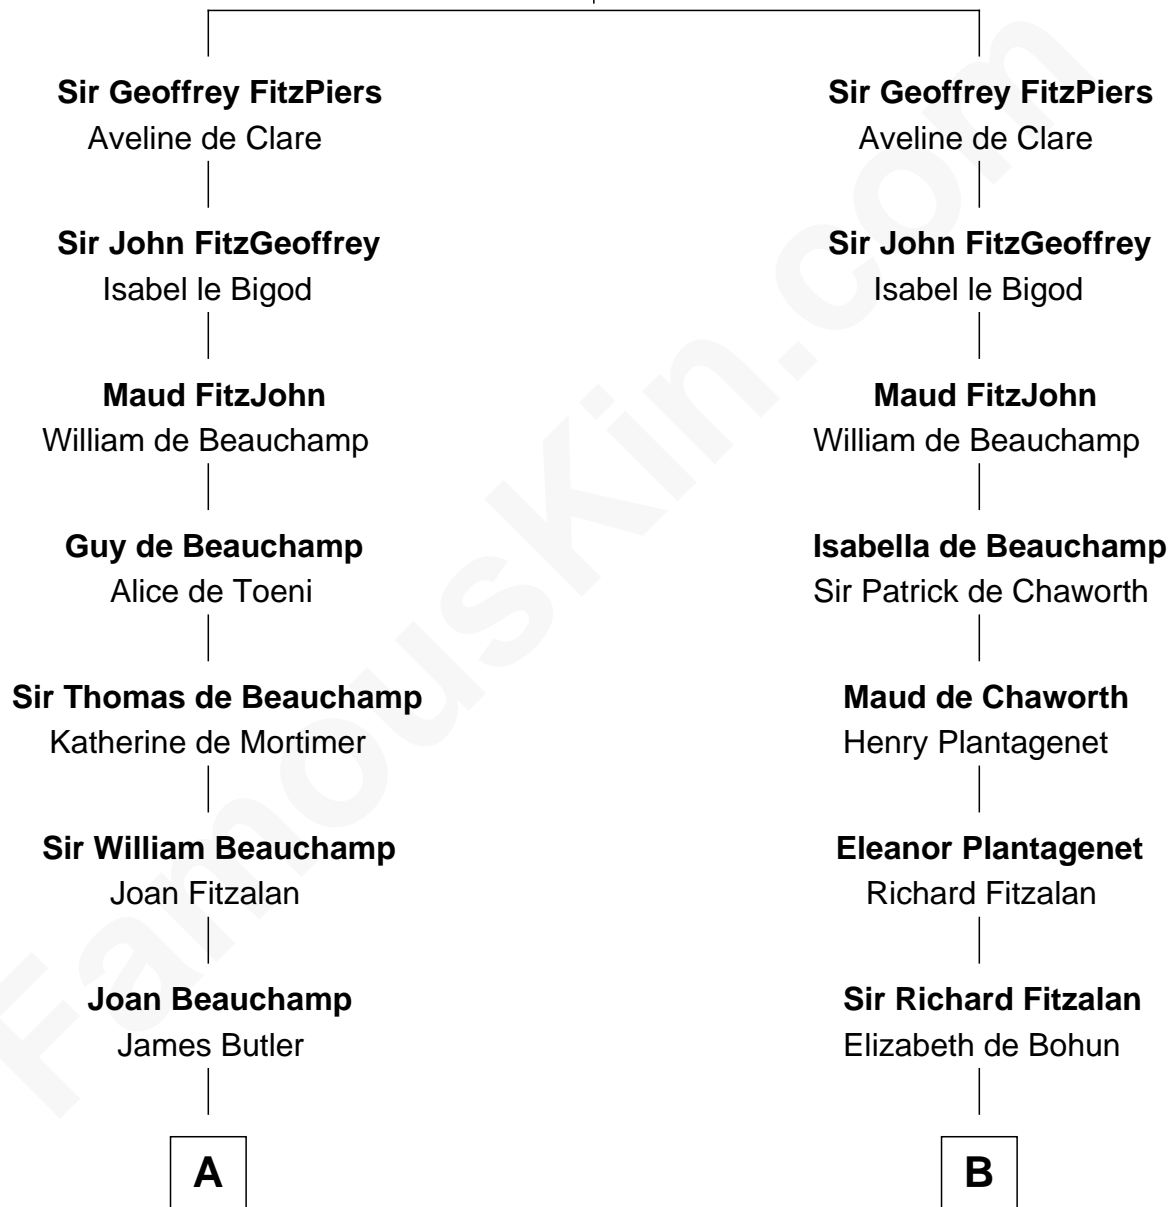 Sir Geoffrey FitzPiers
Aveline de Clare
Sir John FitzGeoffrey
Isabel le Bigod
Maud FitzJohn
William de Beauchamp
Guy de Beauchamp
Alice de Toeni
Sir Thomas de Beauchamp
Katherine de Mortimer
Sir William Beauchamp
Joan Fitzalan
Joan Beauchamp
James Butler
A
Sir Geoffrey FitzPiers
Aveline de Clare
Sir John FitzGeoffrey
Isabel le Bigod
Maud FitzJohn
William de Beauchamp
Isabella de Beauchamp
Sir Patrick de Chaworth
Maud de Chaworth
Henry Plantagenet
Eleanor Plantagenet
Richard Fitzalan
Sir Richard Fitzalan
Elizabeth de Bohun
B
FamousKin.com